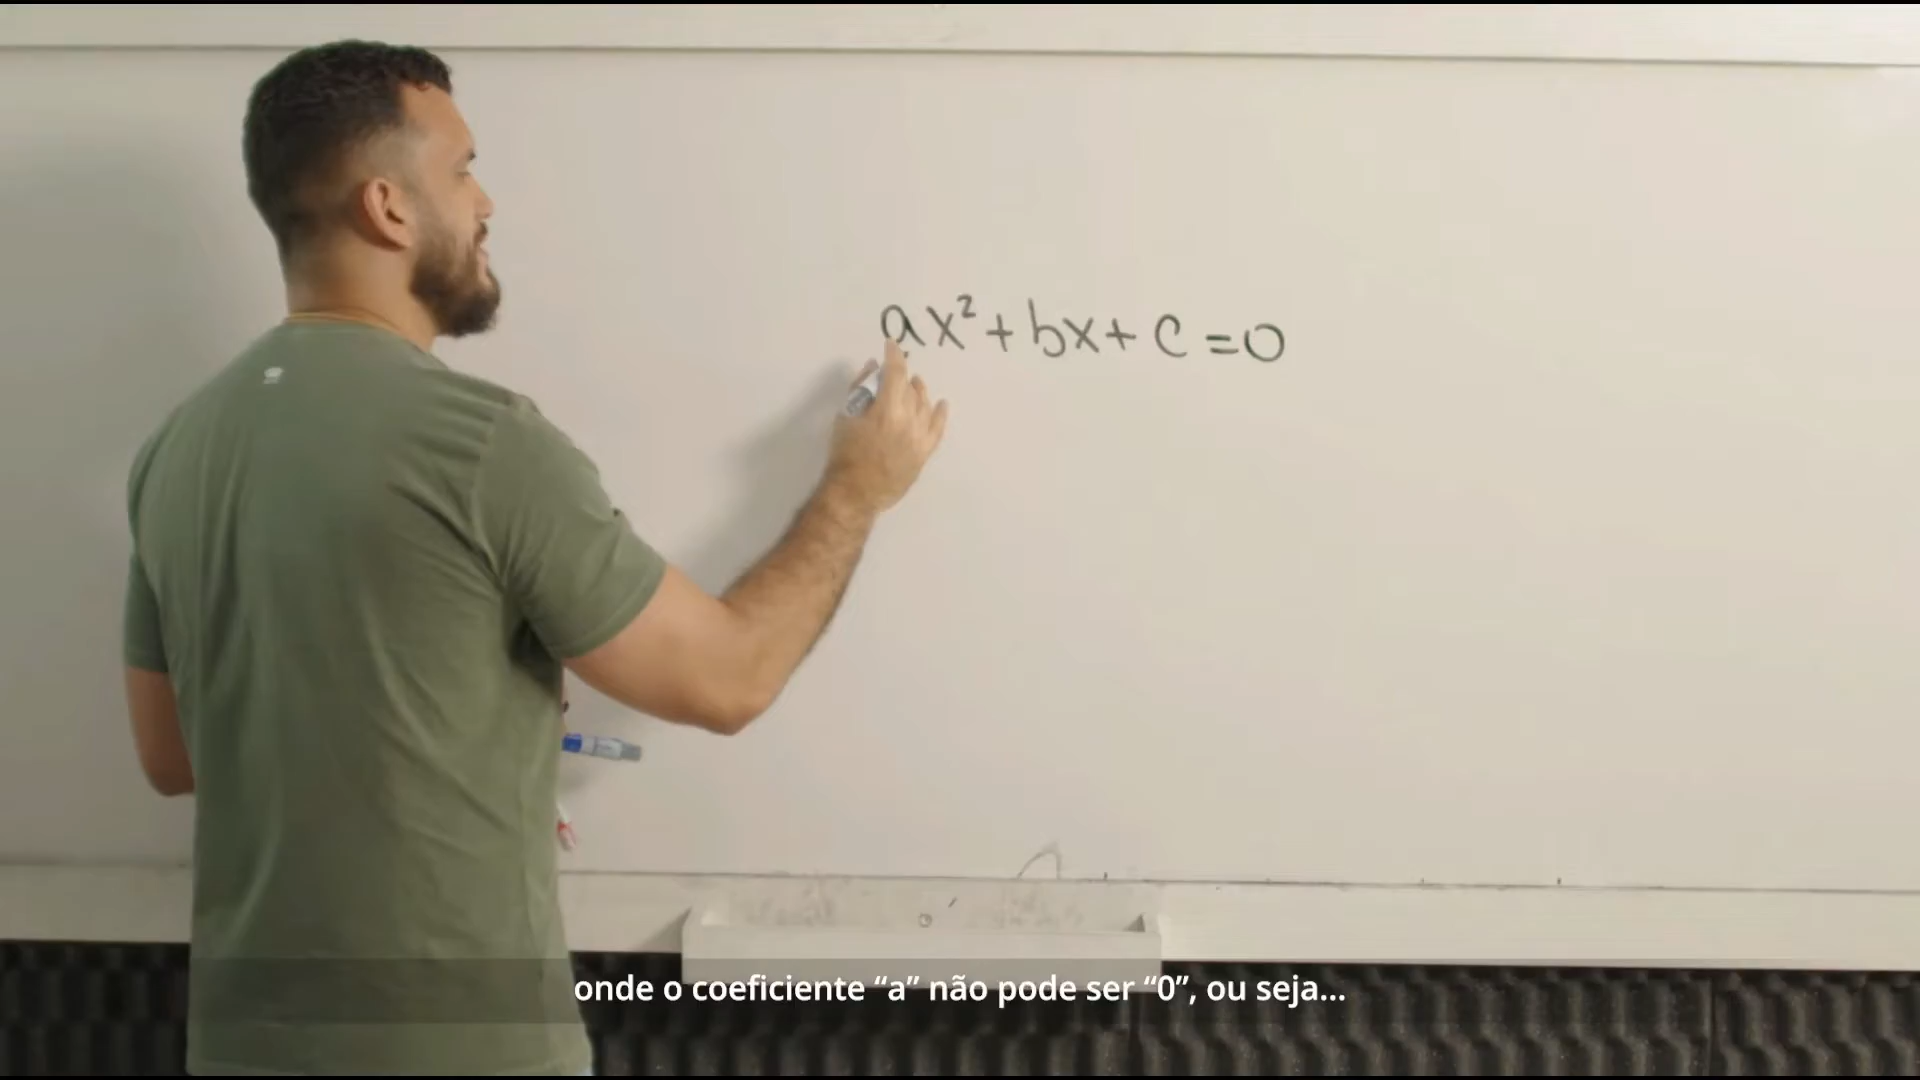 ax² + bx + c = 0
onde o coeficiente “a” não pode ser “0”, ou seja...